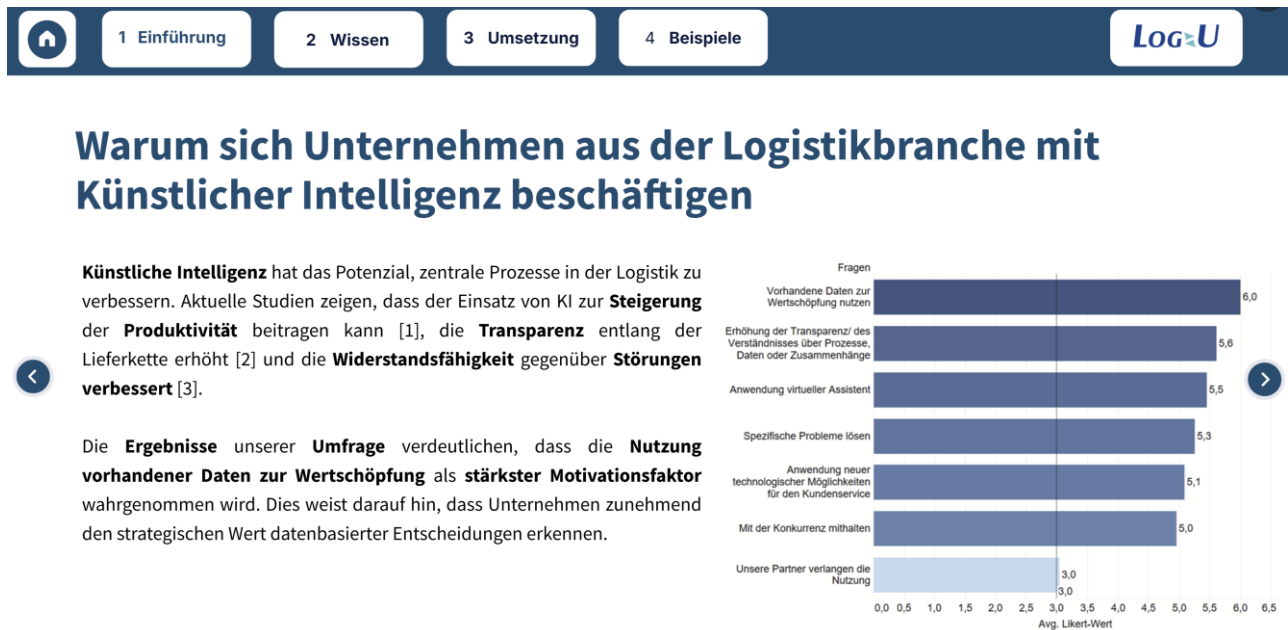 1 Einführung
2 Wissen
3 Umsetzung
4 Beispiele
LOG:U
Warum sich Unternehmen aus der Logistikbranche mit
Künstlicher Intelligenz beschäftigen
Künstliche Intelligenz hat das Potenzial, zentrale Prozesse in der Logistik zu
verbessern. Aktuelle Studien zeigen, dass der Einsatz von KI zur Steigerung
der Produktivität beitragen kann [1], die Transparenz entlang der
Lieferkette erhöht [2] und die Widerstandsfähigkeit gegenüber Störungen
verbessert [3].
Die Ergebnisse unserer Umfrage verdeutlichen, dass die Nutzung
vorhandener Daten zur Wertschöpfung als stärkster Motivationsfaktor
wahrgenommen wird. Dies weist darauf hin, dass Unternehmen zunehmend
den strategischen Wert datenbasierter Entscheidungen erkennen.
Fragen
Vorhandene Daten zur
Wertschöpfung nutzen
6,0
Erhöhung der Transparenz/ des
Verständnisses über Prozesse,
Daten oder Zusammenhänge
5,6
Anwendung virtueller Assistent
5,5
Spezifische Probleme lösen
5,3
Anwendung neuer
technologischer Möglichkeiten
für den Kundenservice
5,1
Mit der Konkurrenz mithalten
5,0
Unsere Partner verlangen die
Nutzung
3,0
3,0
0,0 0,5 1,0 1,5 2,0 2,5 3,0 3,5 4,0 4,5 5,0 5,5 6,0 6,5
Avg. Likert-Wert